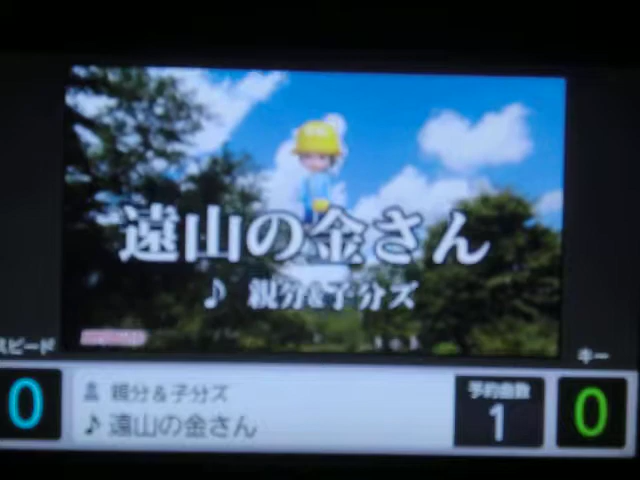 遠山の金さん
♪ 親分&子分ズ
スピード
キー
0
親分&子分ズ
♪遠山の金さん
予約曲数
1
0